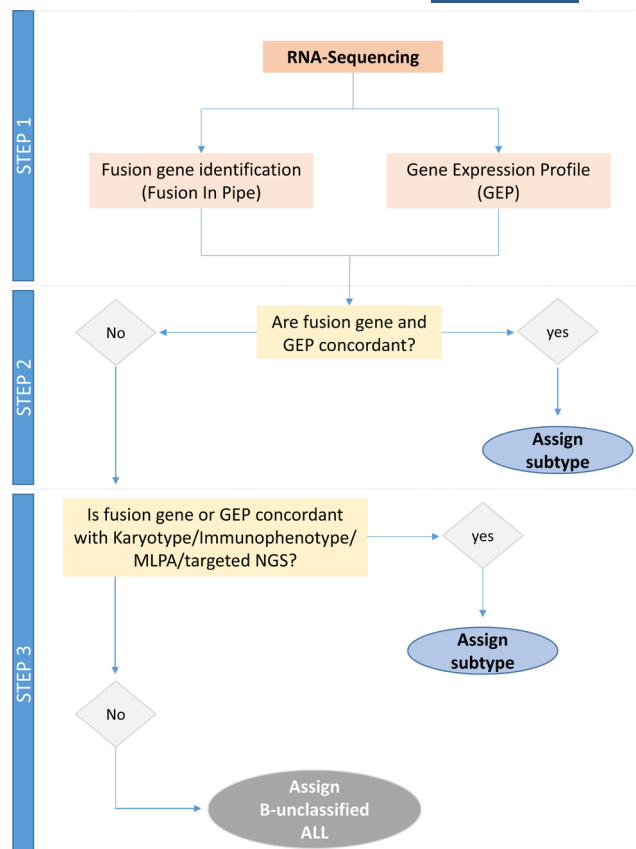 STEP 1
RNA-Sequencing
Fusion gene identification
(Fusion In Pipe)
Gene Expression Profile
(GEP)
STEP 2
No
Are fusion gene and
GEP concordant?
yes
Assign
subtype
STEP 3
Is fusion gene or GEP concordant
with Karyotype/Immunophenotype/
MLPA/targeted NGS?
yes
Assign
subtype
No
Assign
B-unclassified
ALL